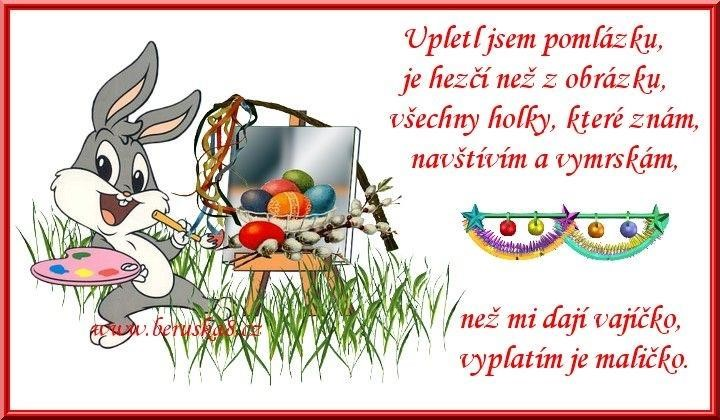 Upletl jsem pomlázku,
je hezčí než z obrázku,
všechny holky, které znám,
navštívím a vymrskám,
než mi dají vajíčko,
vyplatím je maličko.
www.beruska8.cz